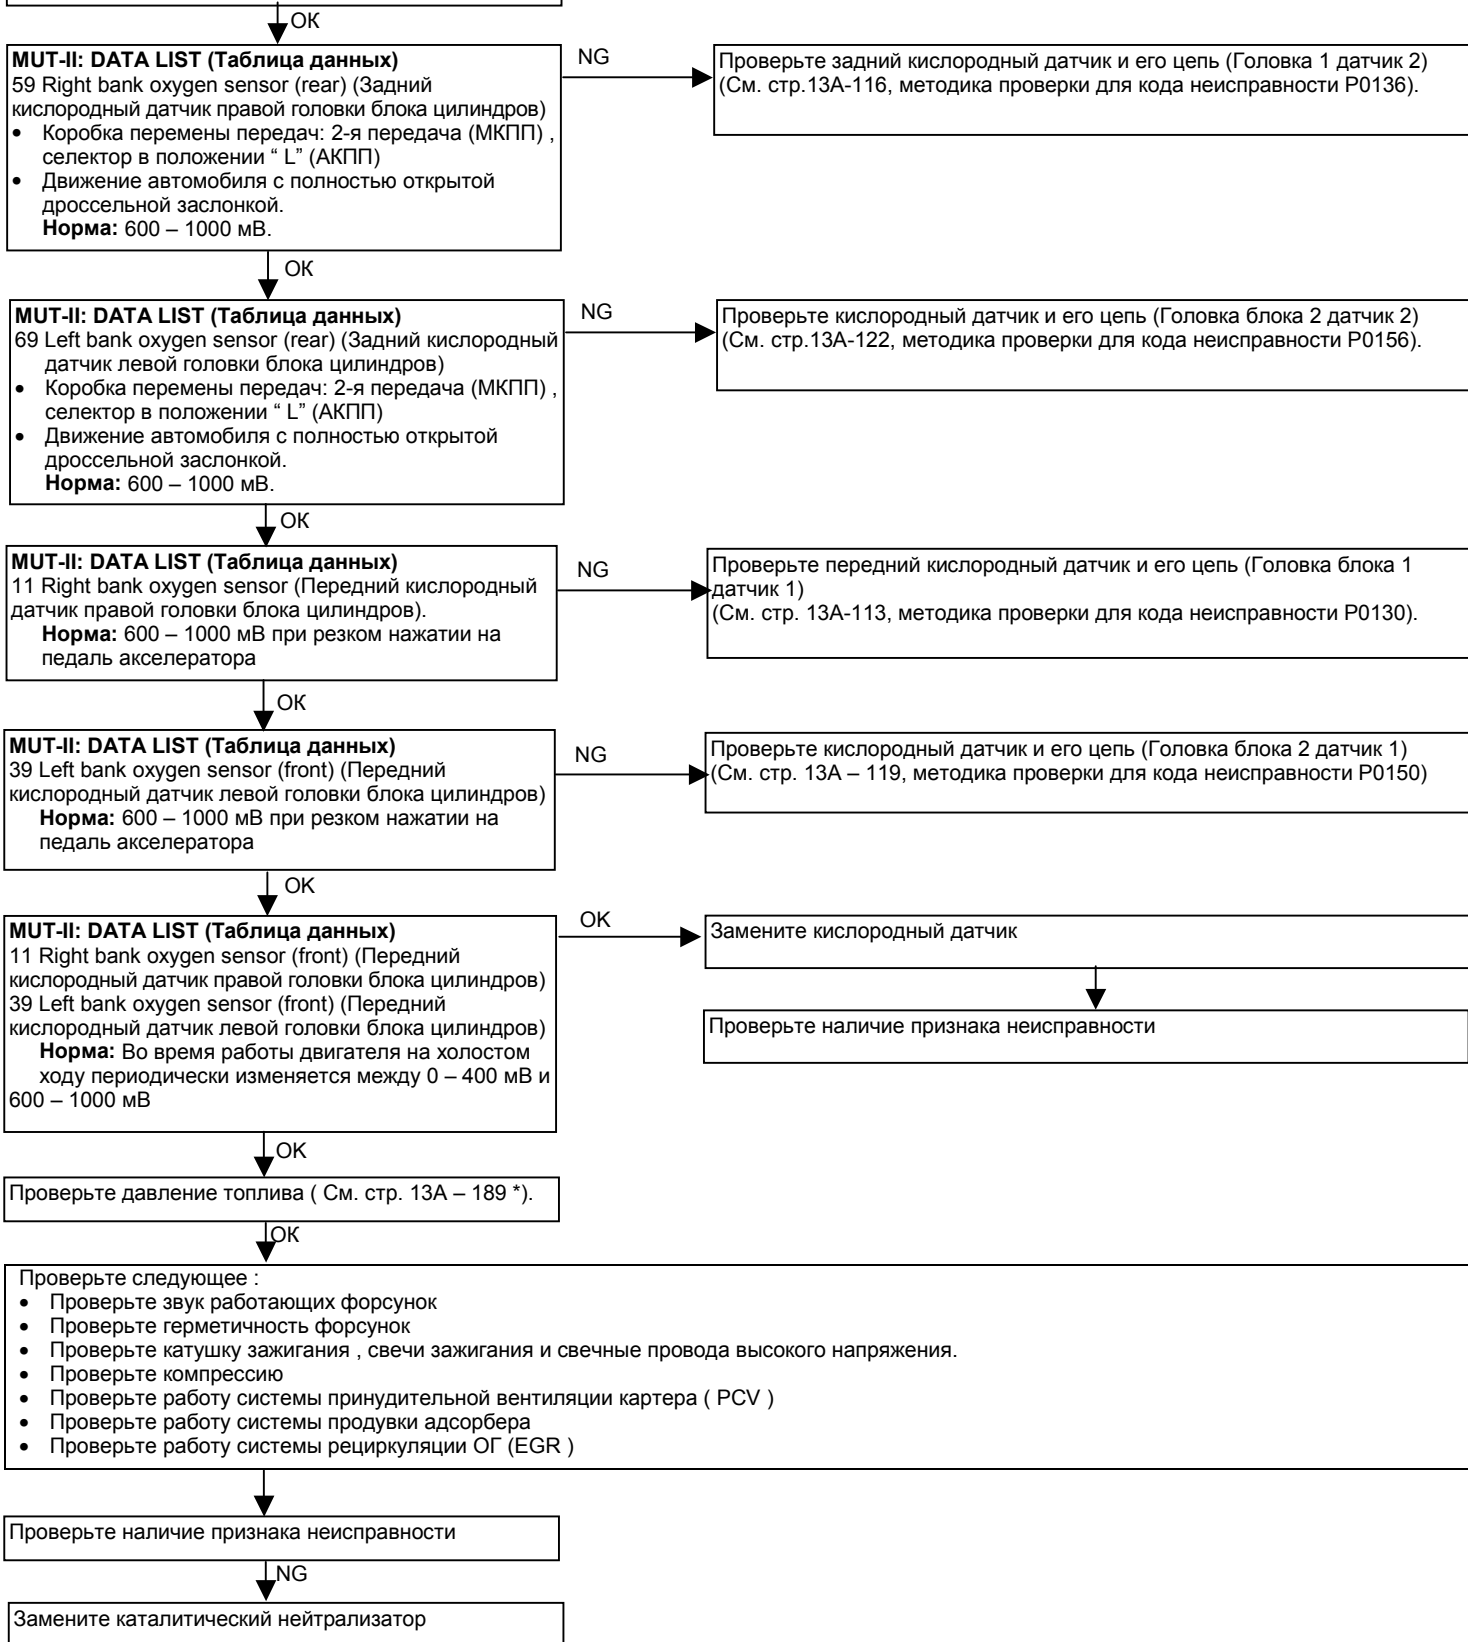 OK
MUT-II: DATA LIST (Таблица данных)
59 Right bank oxygen sensor (rear) (Задний
кислородный датчик правой головки блока цилиндров)
• Коробка перемены передач: 2-я передача (МКПП) ,
селектор в положении “ L” (АКПП)
• Движение автомобиля с полностью открытой
дроссельной заслонкой.
Норма: 600 – 1000 мВ.
NG
Проверьте задний кислородный датчик и его цепь (Головка 1 датчик 2)
(См. стр.13А-116, методика проверки для кода неисправности Р0136).
OK
MUT-II: DATA LIST (Таблица данных)
69 Left bank oxygen sensor (rear) (Задний кислородный
датчик левой головки блока цилиндров)
• Коробка перемены передач: 2-я передача (МКПП) ,
селектор в положении “ L” (АКПП)
• Движение автомобиля с полностью открытой
дроссельной заслонкой.
Норма: 600 – 1000 мВ.
NG
Проверьте кислородный датчик и его цепь (Головка блока 2 датчик 2)
(См. стр.13А-122, методика проверки для кода неисправности Р0156).
OK
MUT-II: DATA LIST (Таблица данных)
11 Right bank oxygen sensor (Передний кислородный
датчик правой головки блока цилиндров).
Норма: 600 – 1000 мВ при резком нажатии на
педаль акселератора
NG
Проверьте передний кислородный датчик и его цепь (Головка блока 1
датчик 1)
(См. стр. 13А-113, методика проверки для кода неисправности Р0130).
OK
MUT-II: DATA LIST (Таблица данных)
39 Left bank oxygen sensor (front) (Передний
кислородный датчик левой головки блока цилиндров)
Норма: 600 – 1000 мВ при резком нажатии на
педаль акселератора
NG
Проверьте кислородный датчик и его цепь (Головка блока 2 датчик 1)
(См. стр. 13А – 119, методика проверки для кода неисправности Р0150)
OK
MUT-II: DATA LIST (Таблица данных)
11 Right bank oxygen sensor (front) (Передний
кислородный датчик правой головки блока цилиндров)
39 Left bank oxygen sensor (front) (Передний
кислородный датчик левой головки блока цилиндров)
Норма: Во время работы двигателя на холостом
ходу периодически изменяется между 0 – 400 мВ и
600 – 1000 мВ
OK
Замените кислородный датчик
Проверьте наличие признака неисправности
OK
Проверьте давление топлива ( См. стр. 13А – 189 *).
OK
Проверьте следующее :
• Проверьте звук работающих форсунок
• Проверьте герметичность форсунок
• Проверьте катушку зажигания , свечи зажигания и свечные провода высокого напряжения.
• Проверьте компрессию
• Проверьте работу системы принудительной вентиляции картера ( PCV )
• Проверьте работу системы продувки адсорбера
• Проверьте работу системы рециркуляции ОГ (EGR )
Проверьте наличие признака неисправности
NG
Замените каталитический нейтрализатор